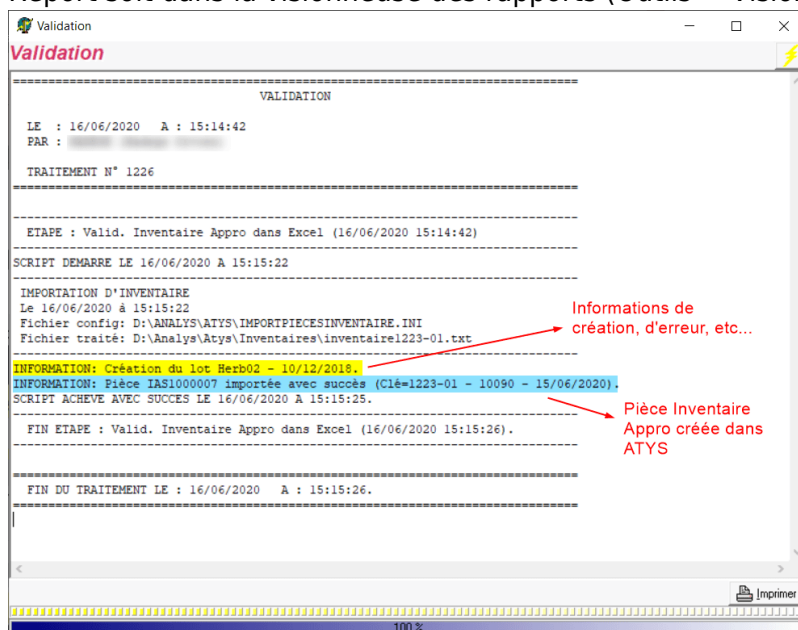 Validation
Validation
VALIDATION
LE : 16/06/2020 A : 15:14:42
PAR :
TRAITEMENT N° 1226
ETAPE : Valid. Inventaire Appro dans Excel (16/06/2020 15:14:42)
SCRIPT DEMARRE LE 16/06/2020 A 15:15:22
IMPORTATION D'INVENTAIRE
Le 16/06/2020 à 15:15:22
Fichier config: D:\ANALYS\ATYS\IMPORTPIECESINVENTAIRE.INI
Fichier traité: D:\Analys\Atys\Inventaires\inventaire1223-01.txt
Informations de
création, d'erreur, etc...
INFORMATION: Création du lot Herb02 - 10/12/2018.
INFORMATION: Pièce IAS1000007 importée avec succès (Clé=1223-01 - 10090 - 15/06/2020).
SCRIPT ACHEVE AVEC SUCCES LE 16/06/2020 A 15:15:25.
Pièce Inventaire
Appro créée dans
ATYS
FIN ETAPE : Valid. Inventaire Appro dans Excel (16/06/2020 15:15:26).
FIN DU TRAITEMENT LE : 16/06/2020 A : 15:15:26.
Imprimer
100 %